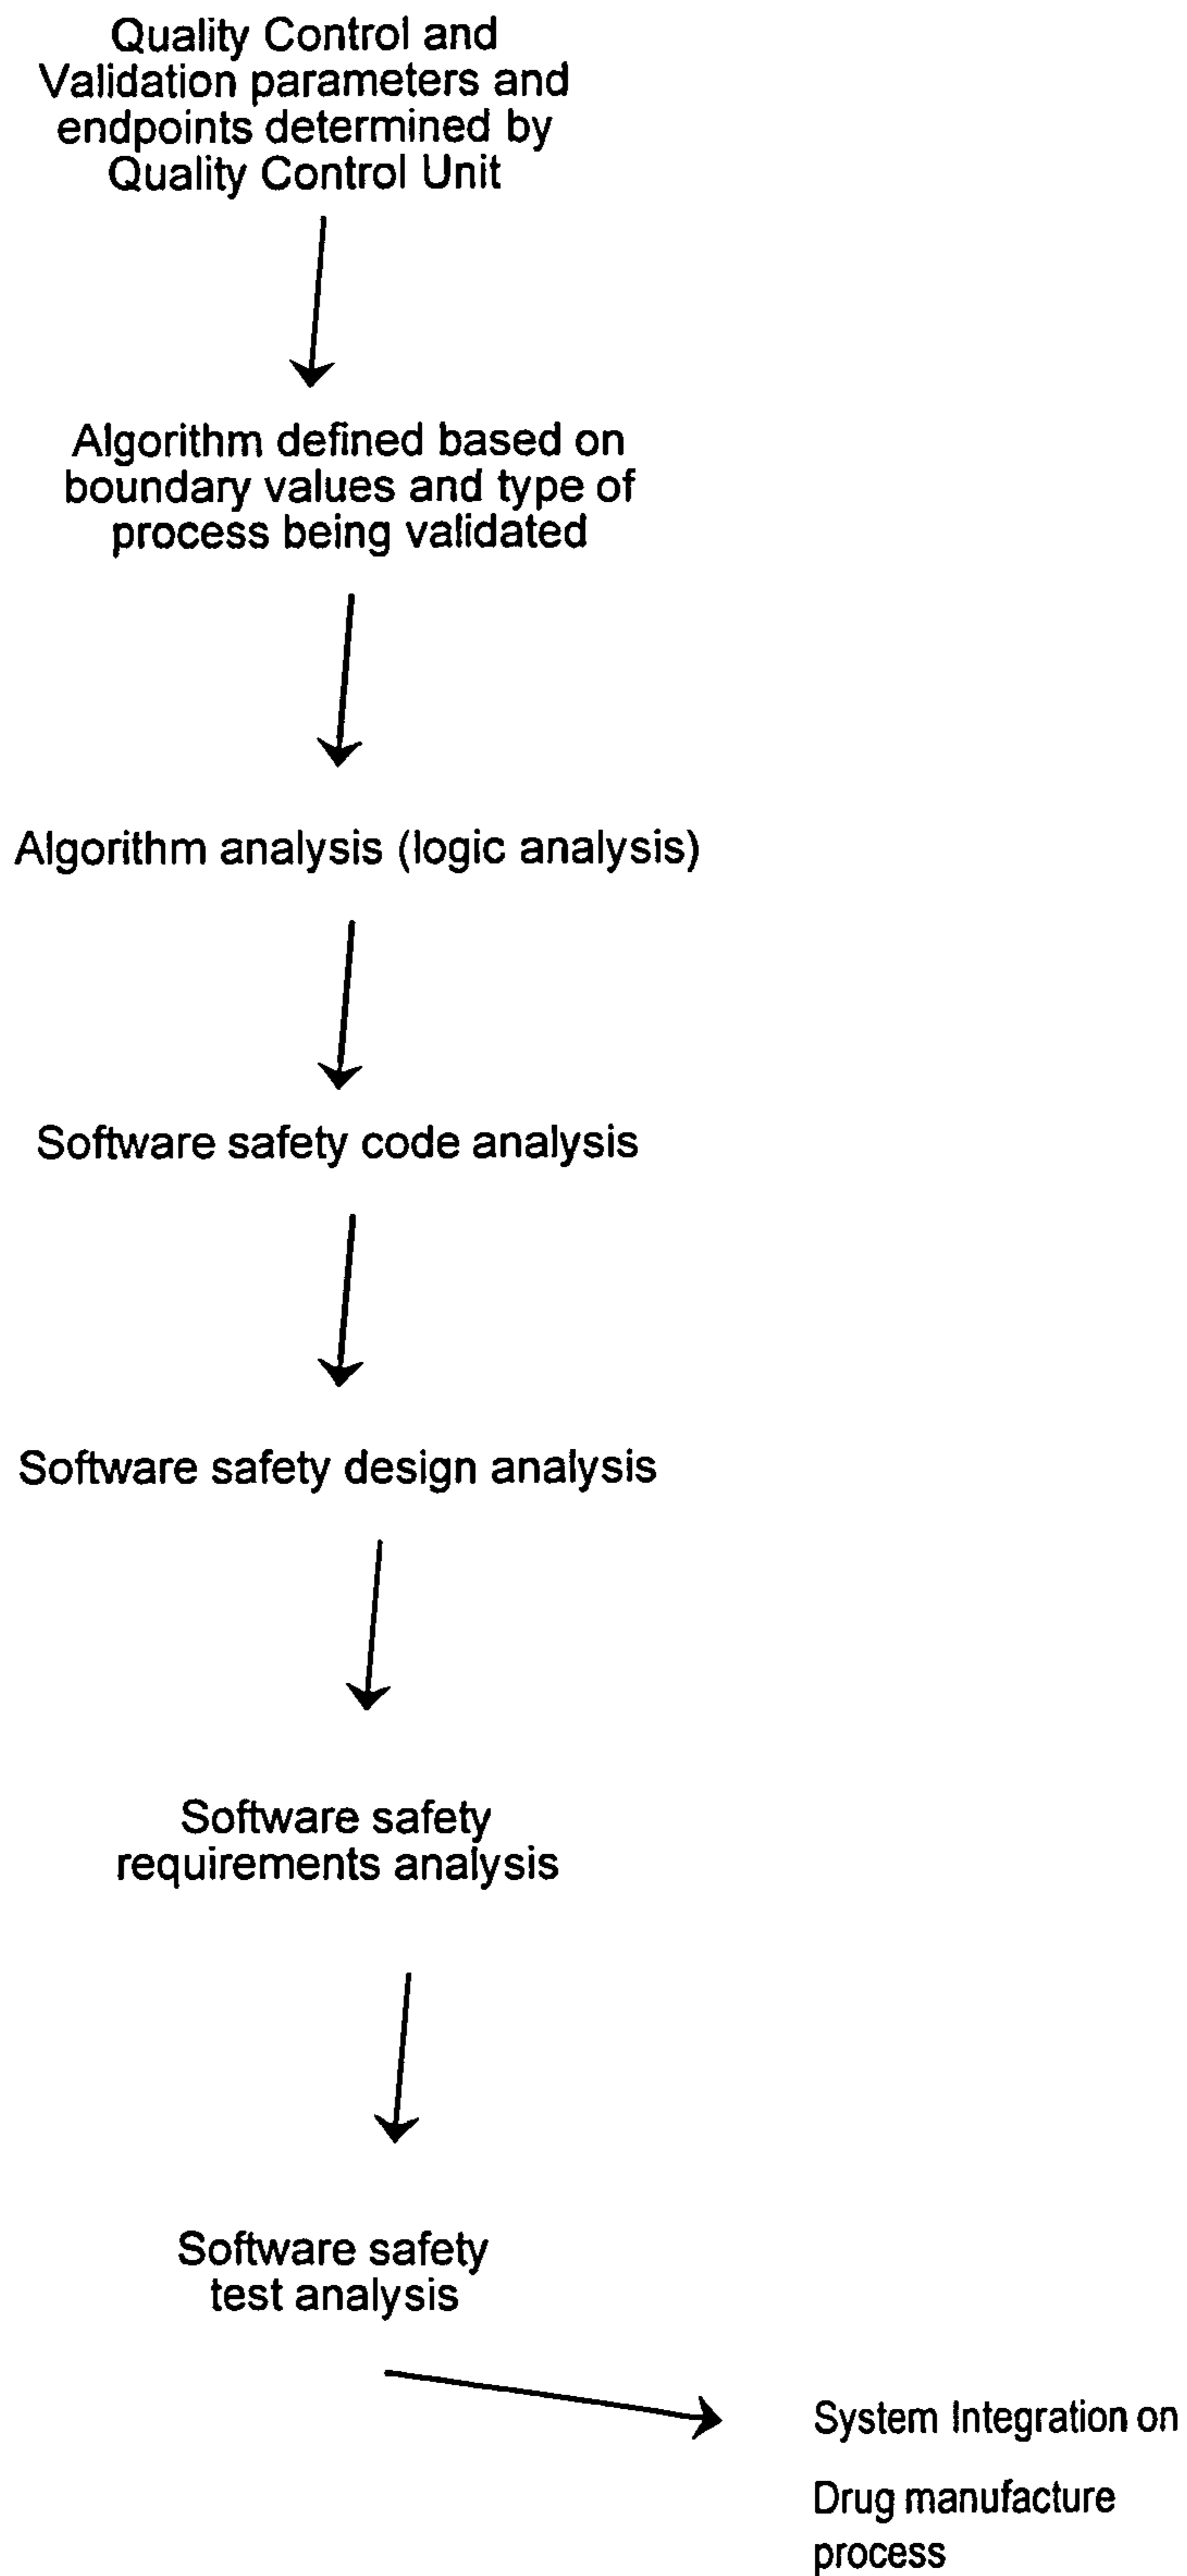 Quality Control and
Validation parameters and
endpoints determined by
Quality Control Unit
Algorithm defined based on
boundary values and type of
process being validated
Algorithm analysis (logic analysis)
Software safety code analysis
Software safety design analysis
Software safety
requirements analysis
Software safety
test analysis
System Integration on
Drug manufacture
process